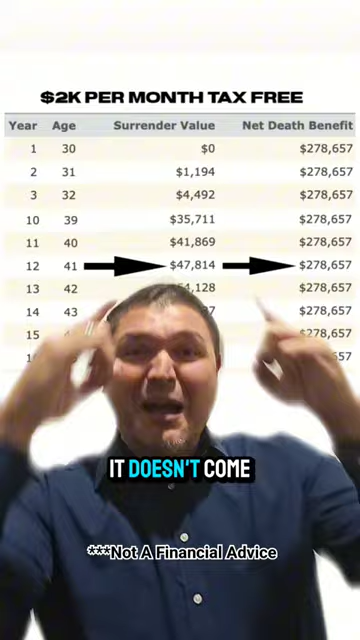 $2K PER MONTH TAX FREE
Year Age Surrender Value Net Death Benefit
1 30 $0 $278,657
2 31 $1,194 $278,657
3 32 $4,492 $278,657
10 39 $35,711 $278,657
11 40 $41,869 $278,657
12 41 $47,814 $278,657
13 42 $278,657
14 43 $278,657
15
IT DOESN'T COME
***Not A Financial Advice